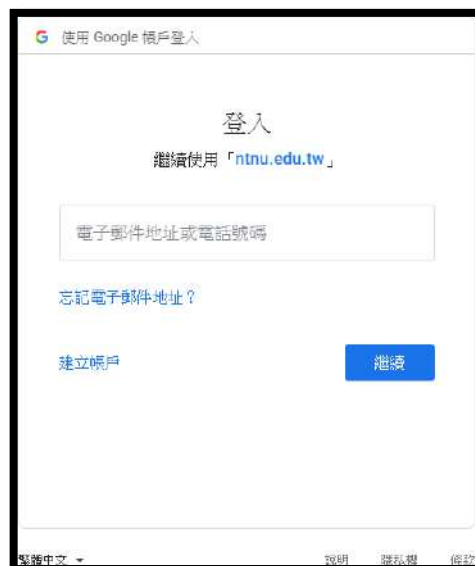 使用 Google 帳戶登入
登入
繼續使用「ntnu.edu.tw」
電子郵件地址或電話號碼
忘記電子郵件地址？
建立帳戶
繼續
繁體中文
說明 隱私權 條款